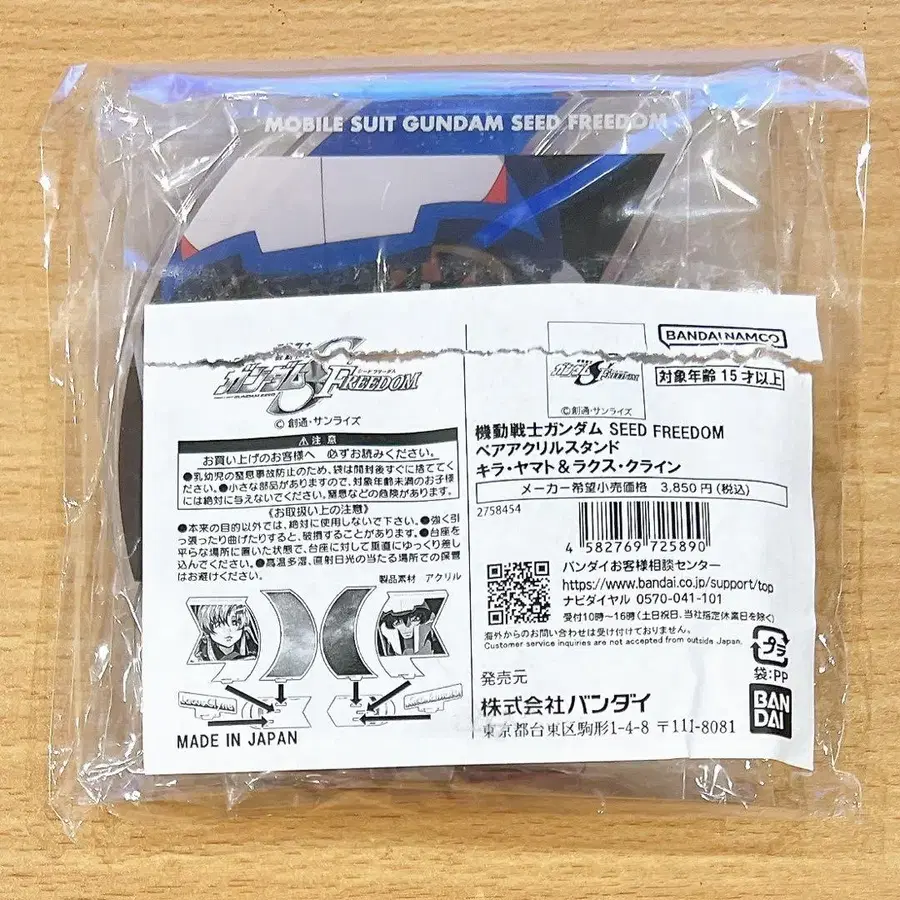 MOBILE SUIT GUNDAM SEED FREEDOM
ガンダム SEED FREEDOM
GUNDAM SEED
シードフリーダム
© 創通・サンライズ
⚠注意
お買い上げのお客様へ 必ずお読みください。
●乳幼児の窒息事故防止のため、袋は開封後すぐに捨ててく
ださい。●小さな部品がありますので、対象年齢未満のお子様
には絶対に与えないでください。窒息などの危険があります。
《お取扱い上の注意》
●本来の目的以外では、絶対に使用しないで下さい。●強く引
っ張ったり曲げたりすると、破損することがあります。●台座を
平らな場所に置いた状態で、台座に対して垂直にゆっくり差し
込んでください。●高温多湿、直射日光の当たる場所での保管
はお避けください。
製品素材 アクリル
MADE IN JAPAN
BANDAI NAMCO
対象年齢 15才以上
ガンダム SEED FREEDOM
©創通・サンライズ
機動戦士ガンダム SEED FREEDOM
ペアアクリルスタンド
キラ・ヤマト&ラクス・クライン
メーカー希望小売価格 3,850円(税込)
2758454
4 582769 725890
バンダイお客様相談センター
https://www.bandai.co.jp/support/top
ナビダイヤル 0570-041-101
受付10時~16時(土日祝日、当社指定休業日を除く)
海外からのお問い合わせは受け付けておりません。
Customer service inquiries are not accepted from outside Japan.
プラ
袋:PP
発売元
株式会社バンダイ
東京都台東区駒形1-4-8 〒111-8081
BAN
DAI